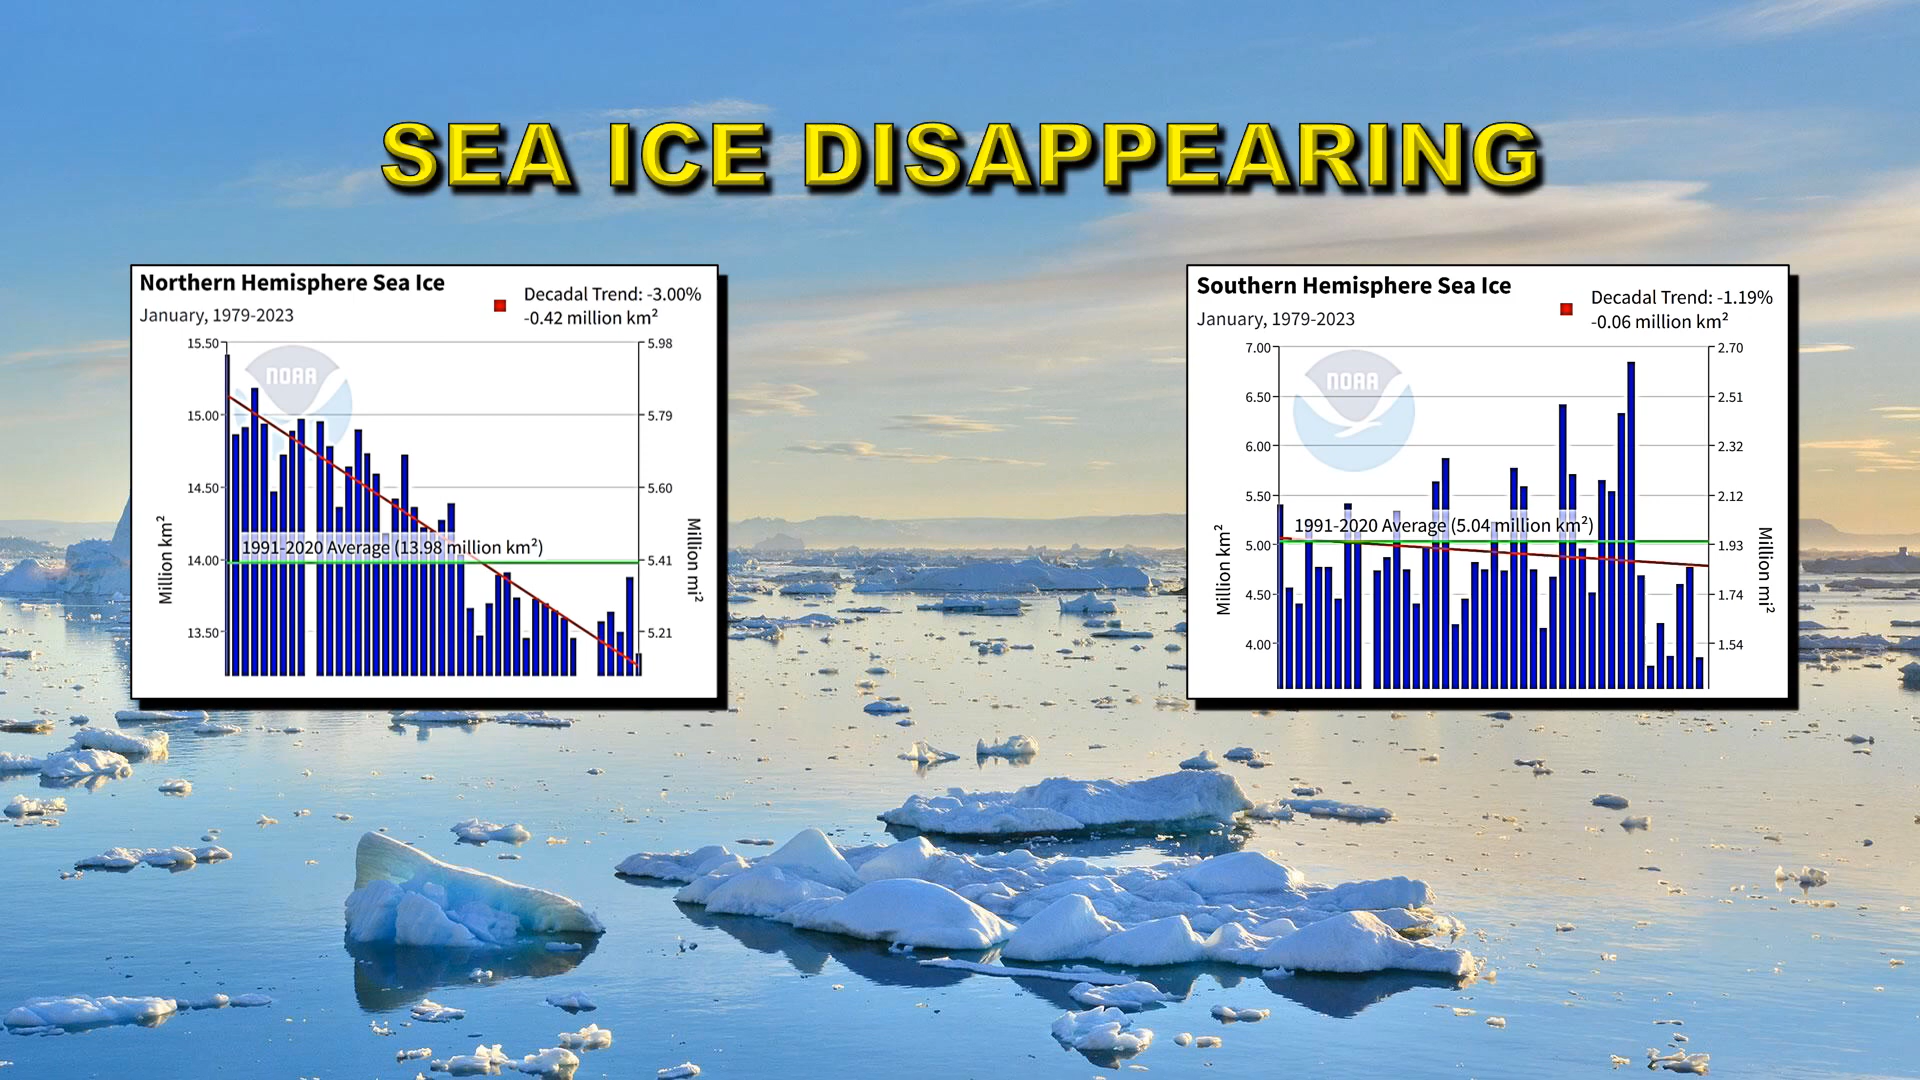 SEA ICE DISAPPEARING
Northern Hemisphere Sea Ice
January, 1979-2023
Decadal Trend: -3.00%
-0.42 million km²
15.50
15.00
14.50
14.00
13.50
5.98
5.79
5.60
5.41
5.21
Million km²
Million mi²
NOAA
1991-2020 Average (13.98 million km²)
Southern Hemisphere Sea Ice
January, 1979-2023
Decadal Trend: -1.19%
-0.06 million km²
7.00
6.50
6.00
5.50
5.00
4.50
4.00
2.70
2.51
2.32
2.12
1.93
1.74
1.54
Million km²
Million mi²
NOAA
1991-2020 Average (5.04 million km²)